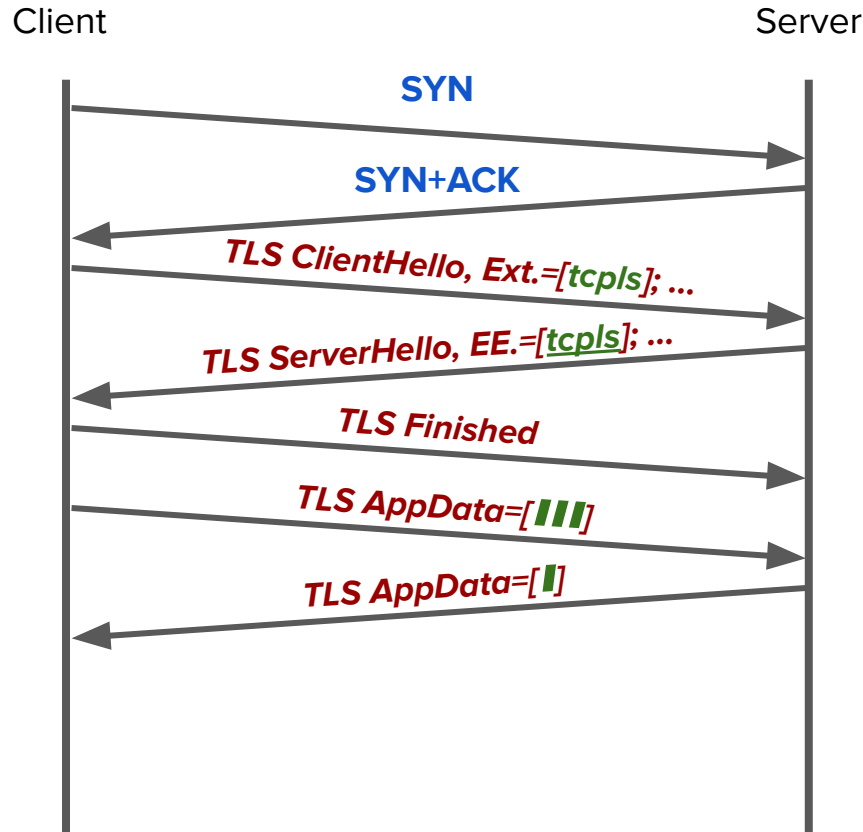 Client
Server
SYN
SYN+ACK
TLS ClientHello, Ext.=[tcpls]; ...
TLS ServerHello, EE.=[tcpls]; ...
TLS Finished
TLS AppData=[▮▮▮]
TLS AppData=[▮]